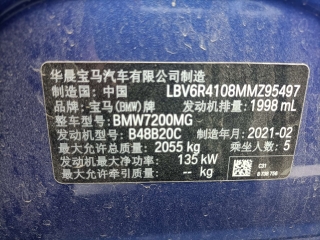 华晨宝马汽车有限公司制造
制造国: 中国 LBV6R4108MMZ95497
品牌: 宝马(BMW)牌 发动机排量: 1998 mL
整车型号: BMW7200MG
发动机型号: B48B20C 制造年月: 2021-02
最大允许总质量: 2055 kg 乘坐人数: 5
发动机最大净功率: 135 kW
最大允许牵引质量: -- kg
C31